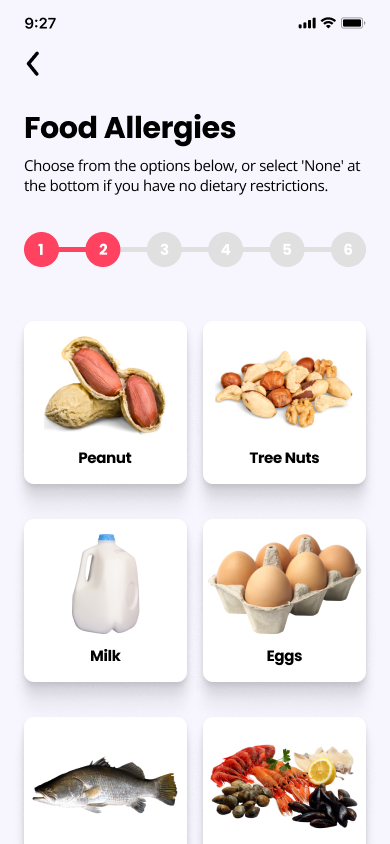 9:27
Food Allergies
Choose from the options below, or select 'None' at
the bottom if you have no dietary restrictions.
1 2 3 4 5 6
Peanut Tree Nuts
Milk Eggs